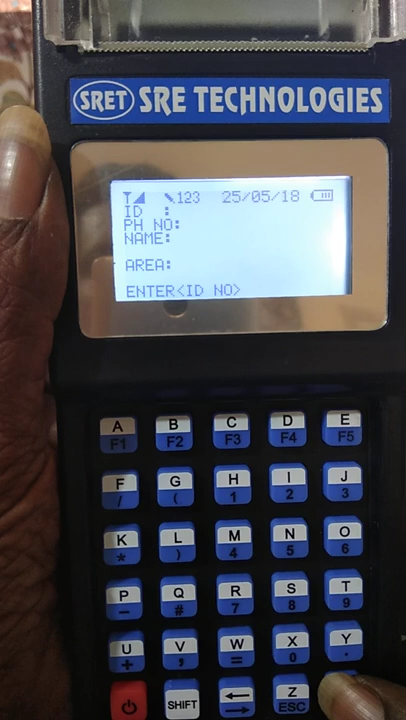 SRET SRE TECHNOLOGIES
123 25/05/18
ID :
PH NO:
NAME:
AREA:
ENTER<ID NO>
A B C D E
F1 F2 F3 F4 F5
F G H I J
/ ( 1 2 3
K L M N O
* ) 4 5 6
P Q R S T
- # 7 8 9
U V W X Y
+ , = 0 .
SHIFT Z
ESC